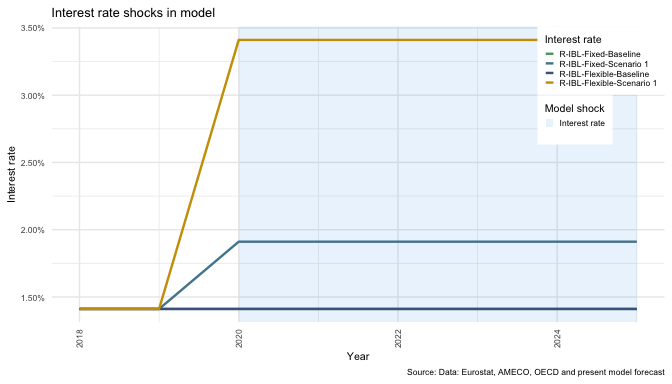 Interest rate shocks in model
3.50%
3.00%
2.50%
2.00%
1.50%
Interest rate
Interest rate
R-IBL-Fixed-Baseline
R-IBL-Fixed-Scenario 1
R-IBL-Flexible-Baseline
R-IBL-Flexible-Scenario 1
Model shock
Interest rate
2018
2020
2022
2024
Year
Source: Data: Eurostat, AMECO, OECD and present model forecast